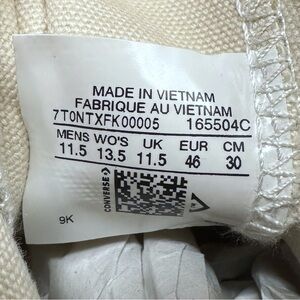 MADE IN VIETNAM
FABRIQUE AU VIETNAM
7T0NTXFK00005 165504C
MENS WO'S UK EUR CM
11.5 13.5 11.5 46 30
CONVERSE
9K